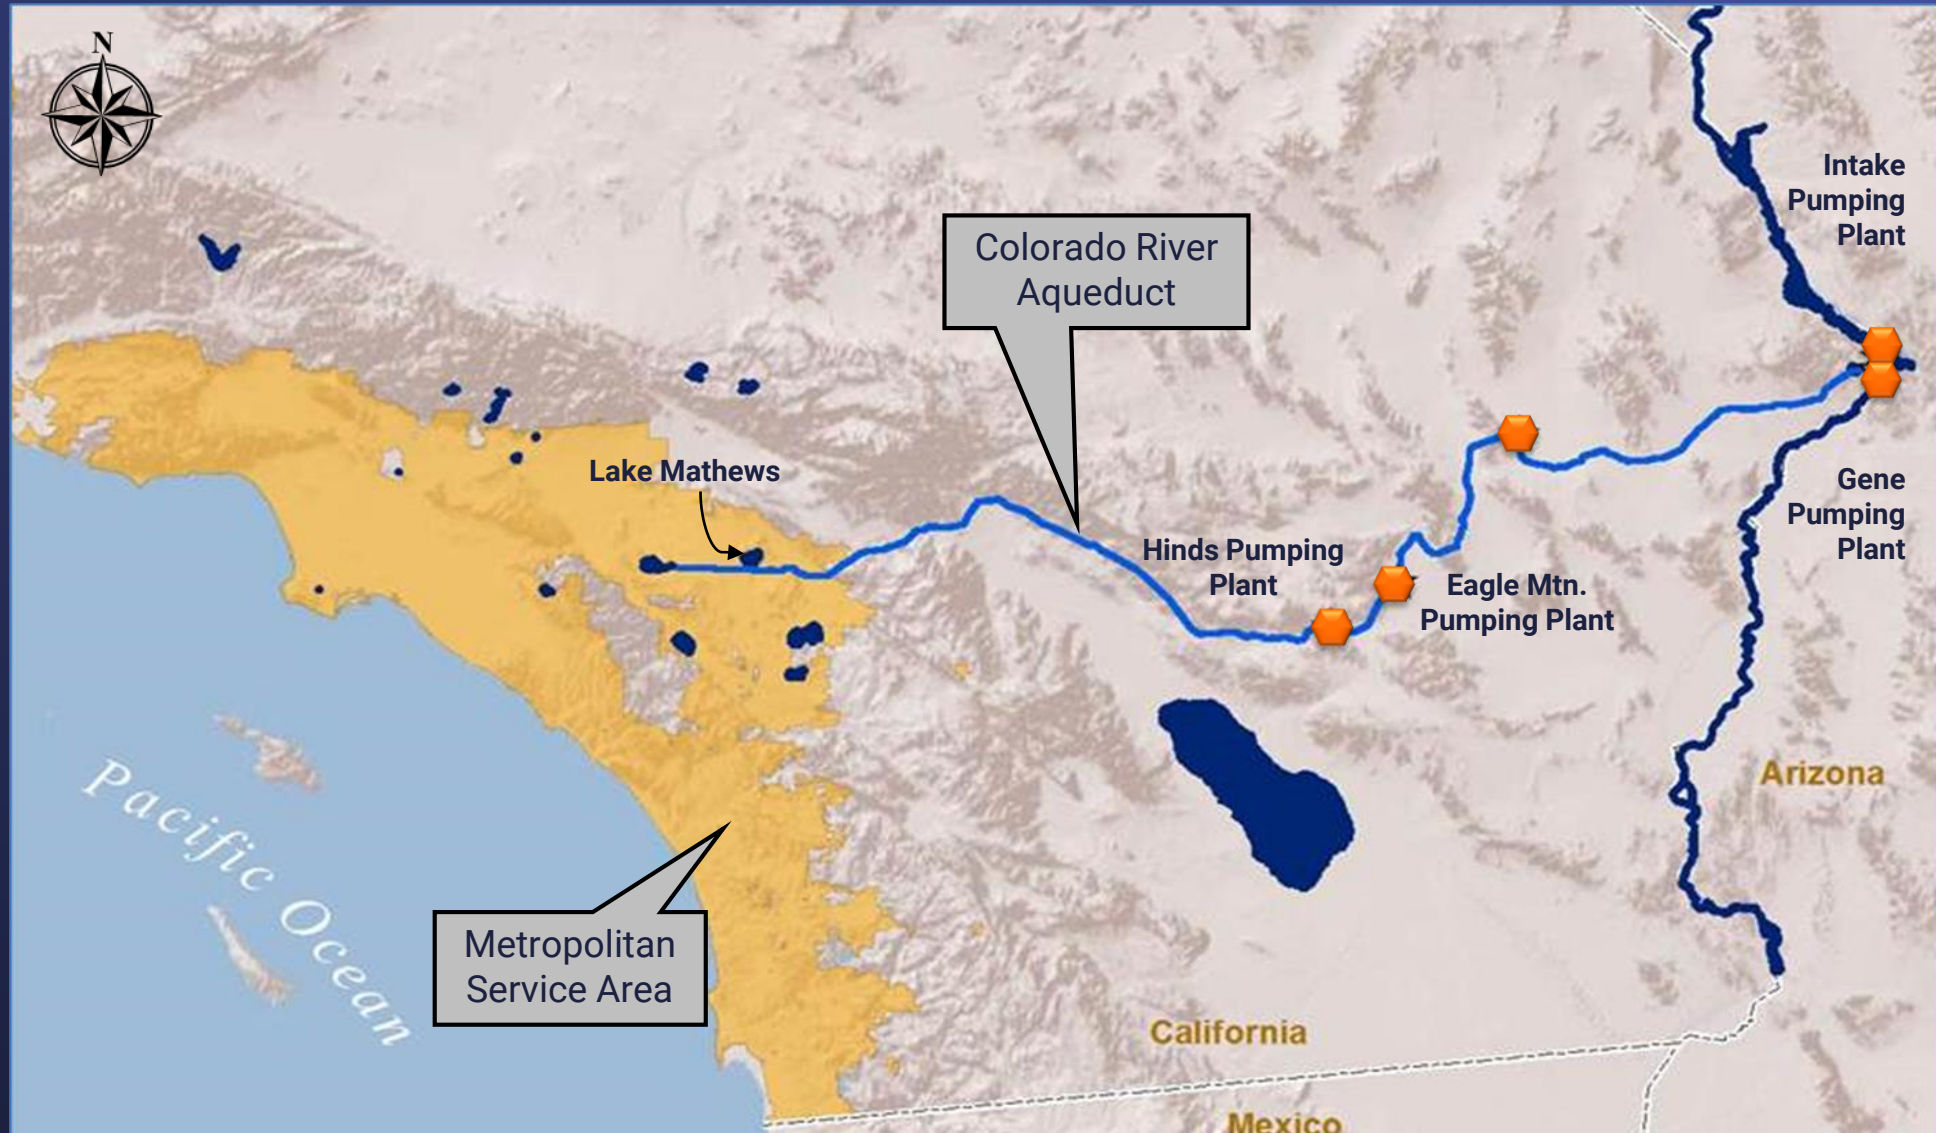 N
Intake
Pumping
Plant
Colorado River
Aqueduct
Lake Mathews
Gene
Pumping
Plant
Hinds Pumping
Plant
Eagle Mtn.
Pumping Plant
Arizona
Pacific Ocean
Metropolitan
Service Area
California
Mexico